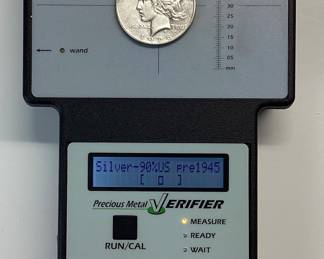 30
25
20
15
10
05
mm
wand
Silver-90%US pre1945
[ ▯ ]
Precious Metal VERIFIER
MEASURE
RUN/CAL
READY
WAIT